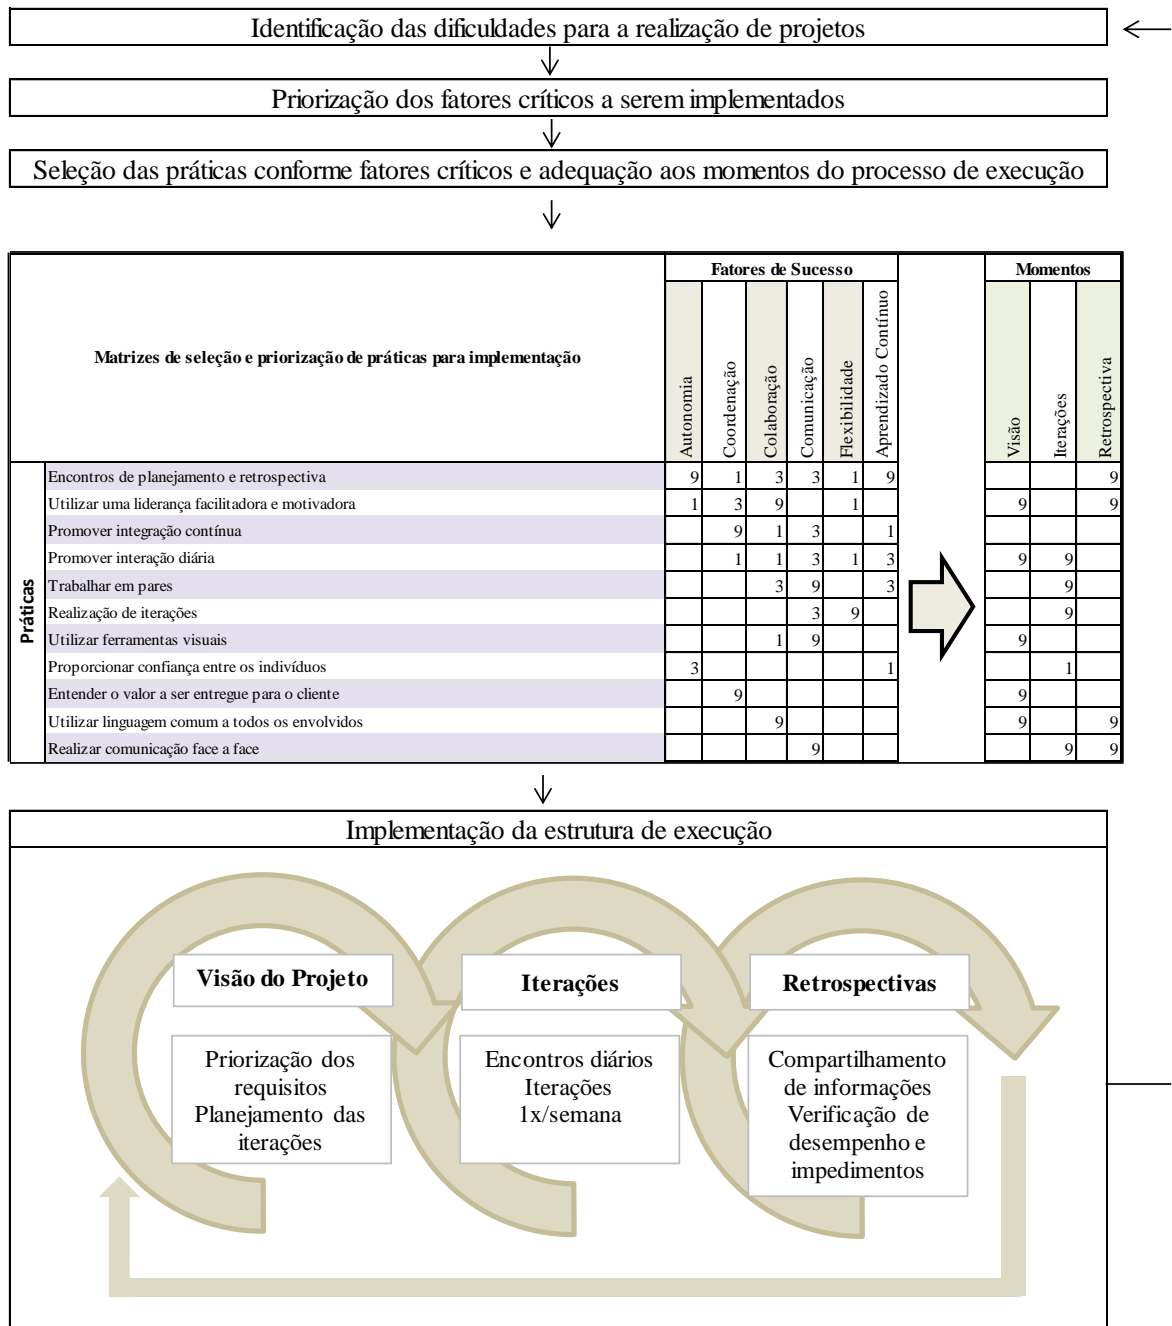 Identificação das dificuldades para a realização de projetos
Priorização dos fatores críticos a serem implementados
Seleção das práticas conforme fatores críticos e adequação aos momentos do processo de execução
Fatores de Sucesso
Momentos
Matrizes de seleção e priorização de práticas para implementação
Autonomia
Coordenação
Colaboração
Comunicação
Flexibilidade
Aprendizado Contínuo
Visão
Iterações
Retrospectiva
Práticas
Encontros de planejamento e retrospectiva 9 1 3 3 1 9 9
Utilizar uma liderança facilitadora e motivadora 1 3 9 1 9 9
Promover integração contínua 9 1 3 1
Promover interação diária 1 1 3 1 3 9 9
Trabalhar em pares 3 9 3 9
Realização de iterações 3 9 9
Utilizar ferramentas visuais 1 9 9
Proporcionar confiança entre os indivíduos 3 1 1
Entender o valor a ser entregue para o cliente 9 9
Utilizar linguagem comum a todos os envolvidos 9 9 9
Realizar comunicação face a face 9 9 9
Implementação da estrutura de execução
Visão do Projeto
Priorização dos
requisitos
Planejamento das
iterações
Iterações
Encontros diários
Iterações
1x/semana
Retrospectivas
Compartilhamento
de informações
Verificação de
desempenho e
impedimentos